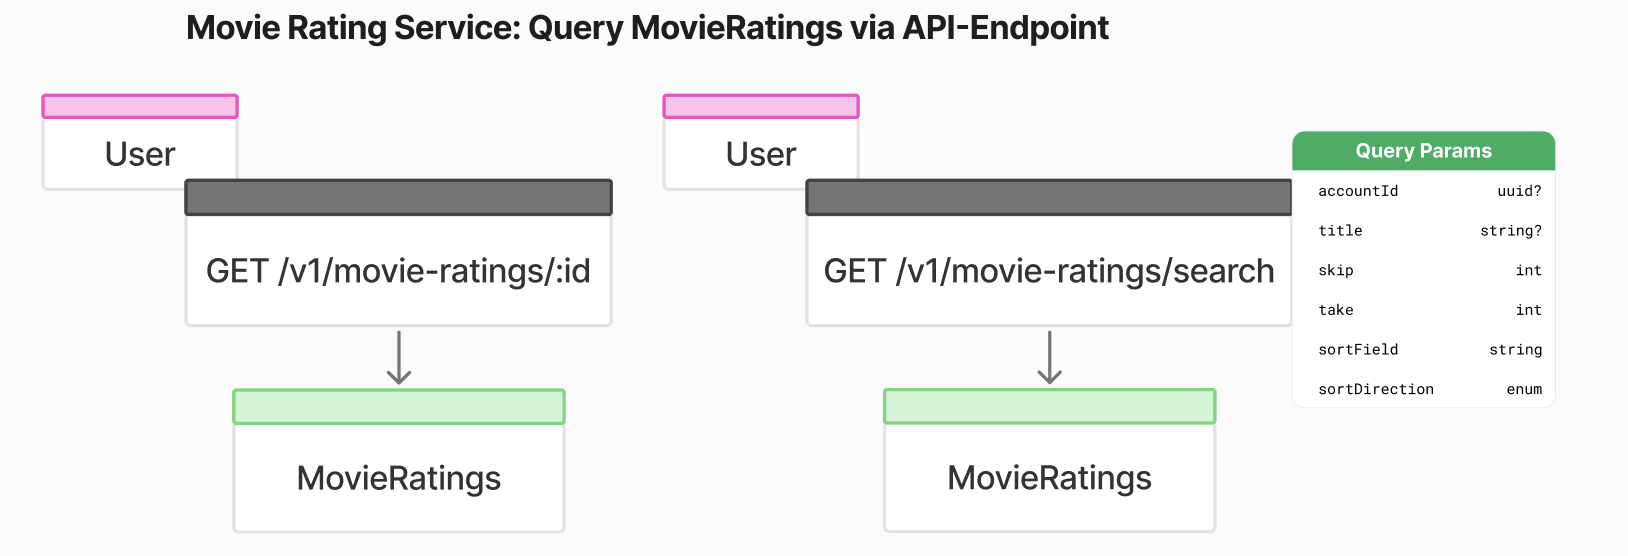 Movie Rating Service: Query MovieRatings via API-Endpoint
User
GET /v1/movie-ratings/:id
MovieRatings
User
GET /v1/movie-ratings/search
MovieRatings
Query Params
accountId uuid?
title string?
skip int
take int
sortField string
sortDirection enum